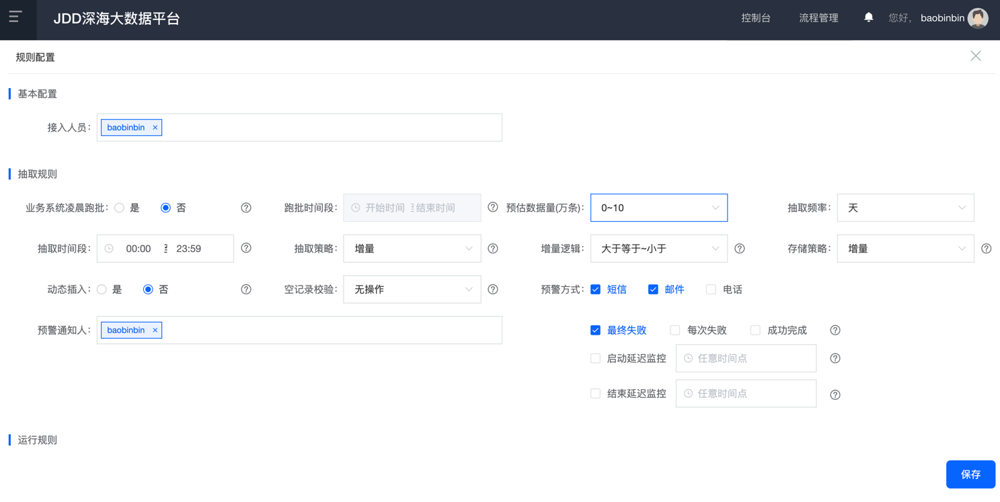 JDD深海大数据平台 控制台 流程管理 您好, baobinbin
规则配置
基本配置
接入人员: baobinbin ×
抽取规则
业务系统凌晨跑批: 是 否 跑批时间段: 开始时间 至 结束时间 预估数据量(万条): 0~10 抽取频率: 天
抽取时间段: 00:00 至 23:59 抽取策略: 增量 增量逻辑: 大于等于~小于 存储策略: 增量
动态插入: 是 否 空记录校验: 无操作 预警方式: 短信 邮件 电话
预警通知人: baobinbin × 最终失败 每次失败 成功完成
启动延迟监控 任意时间点
结束延迟监控 任意时间点
运行规则
保存